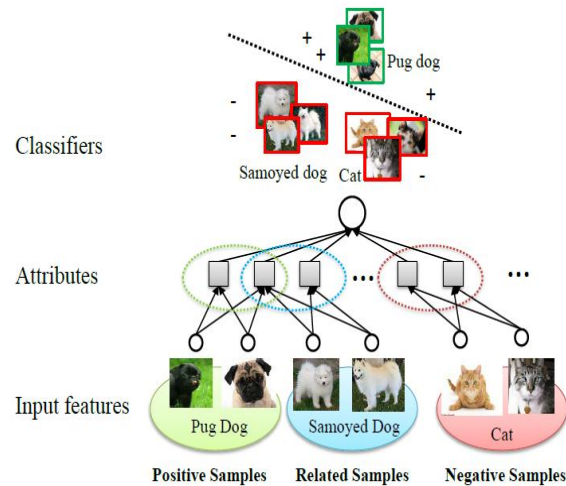 +
+
Pug dog
+
-
-
Samoyed dog
Cat
-
Classifiers
Attributes
...
...
Input features
Pug Dog
Samoyed Dog
Cat
Positive Samples
Related Samples
Negative Samples